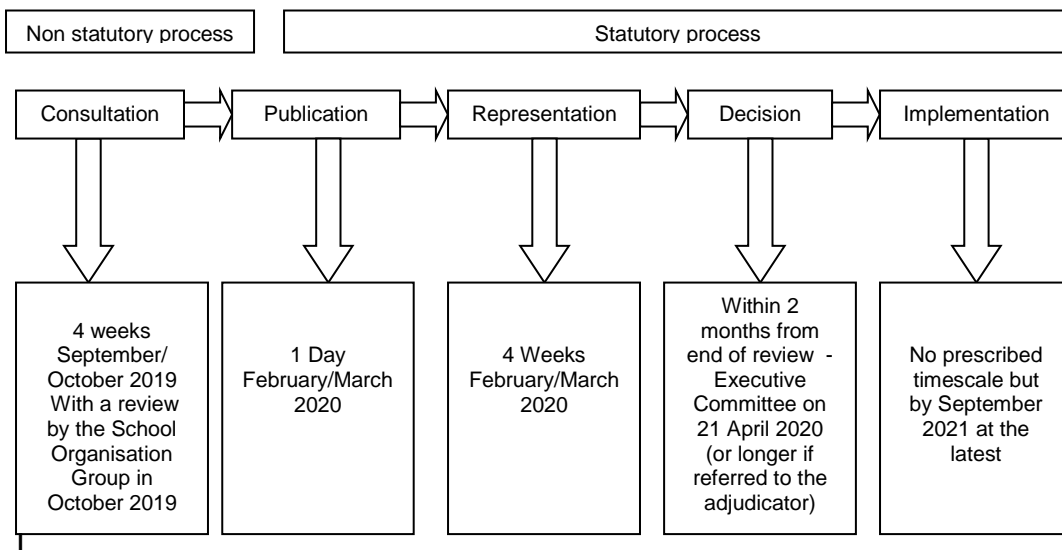 Non statutory process
Statutory process
Consultation
Publication
Representation
Decision
Implementation
4 weeks
September/
October 2019
With a review
by the School
Organisation
Group in
October 2019
1 Day
February/March
2020
4 Weeks
February/March
2020
Within 2
months from
end of review -
Executive
Committee on
21 April 2020
(or longer if
referred to the
adjudicator)
No prescribed
timescale but
by September
2021 at the
latest